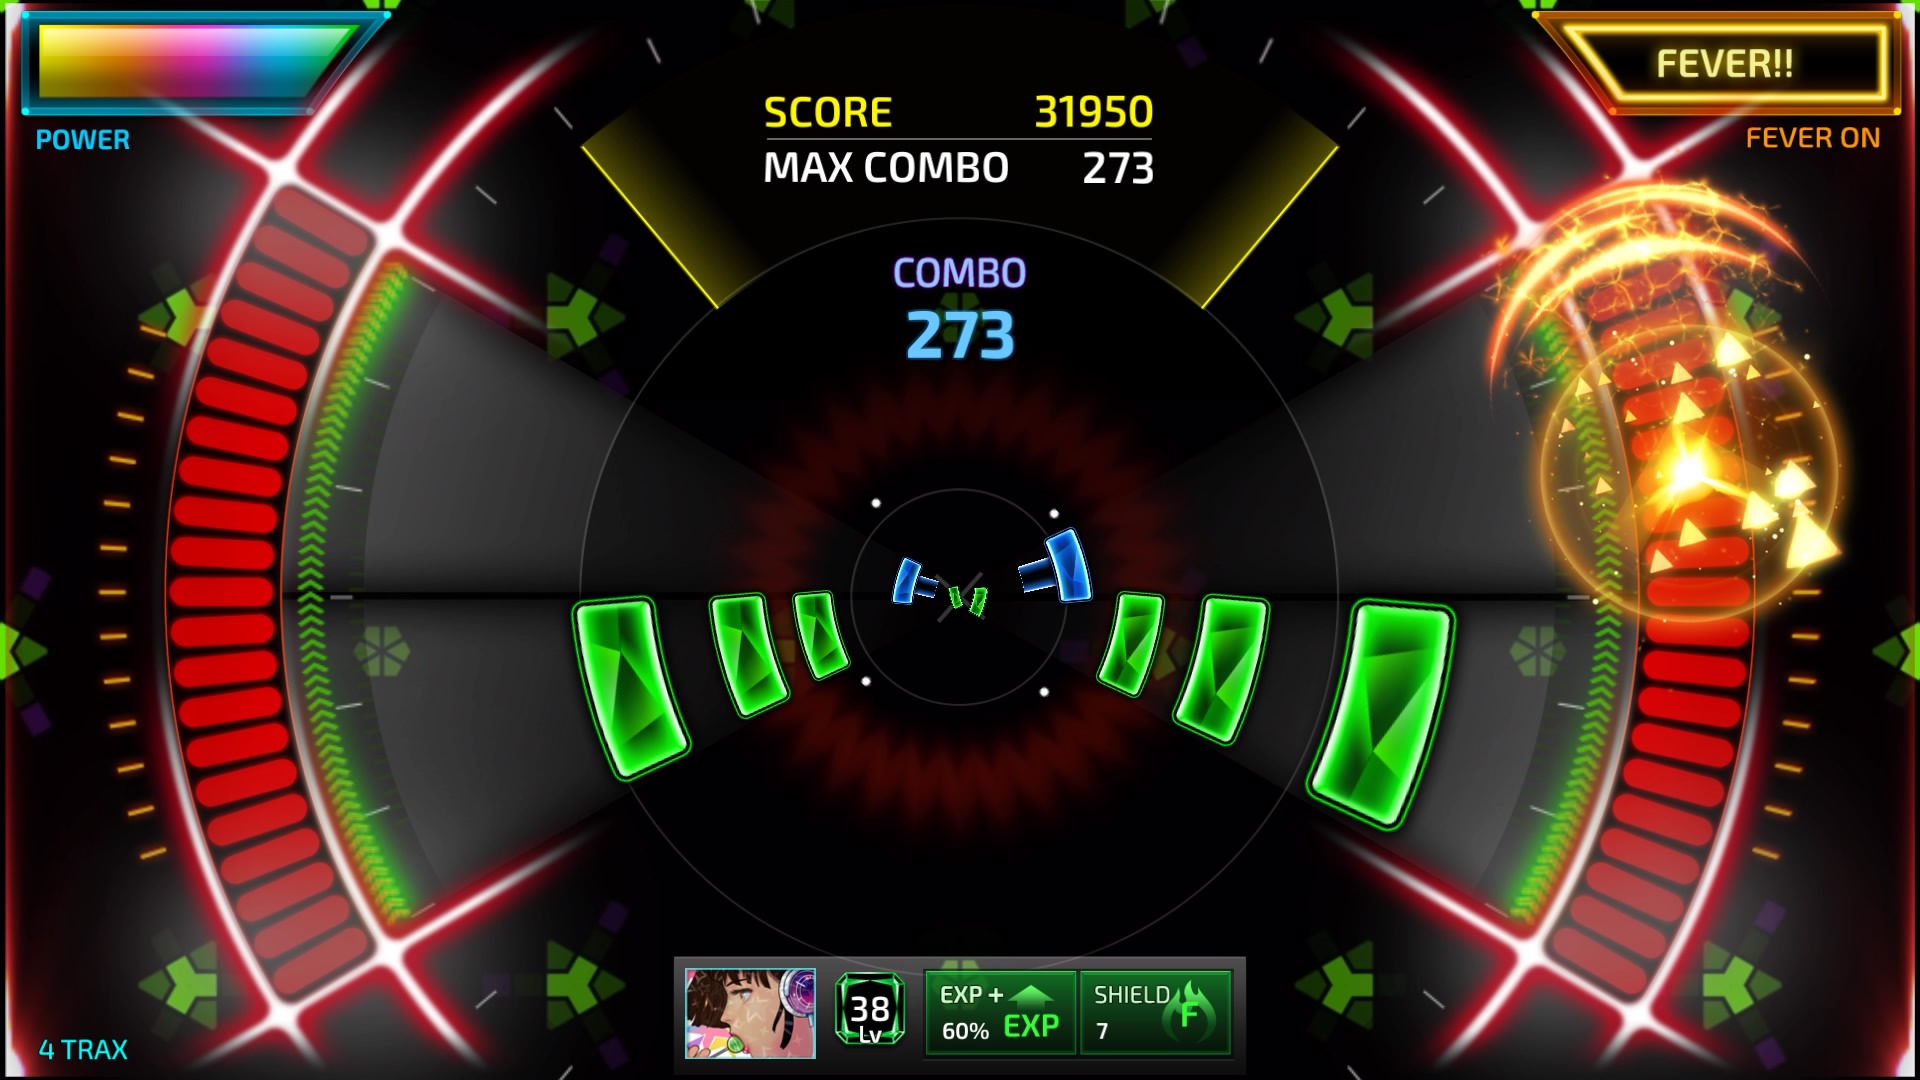 FEVER!!
POWER
FEVER ON
SCORE 31950
MAX COMBO 273
COMBO
273
38
Lv
EXP +
60% EXP
SHIELD
7 F
4 TRAX